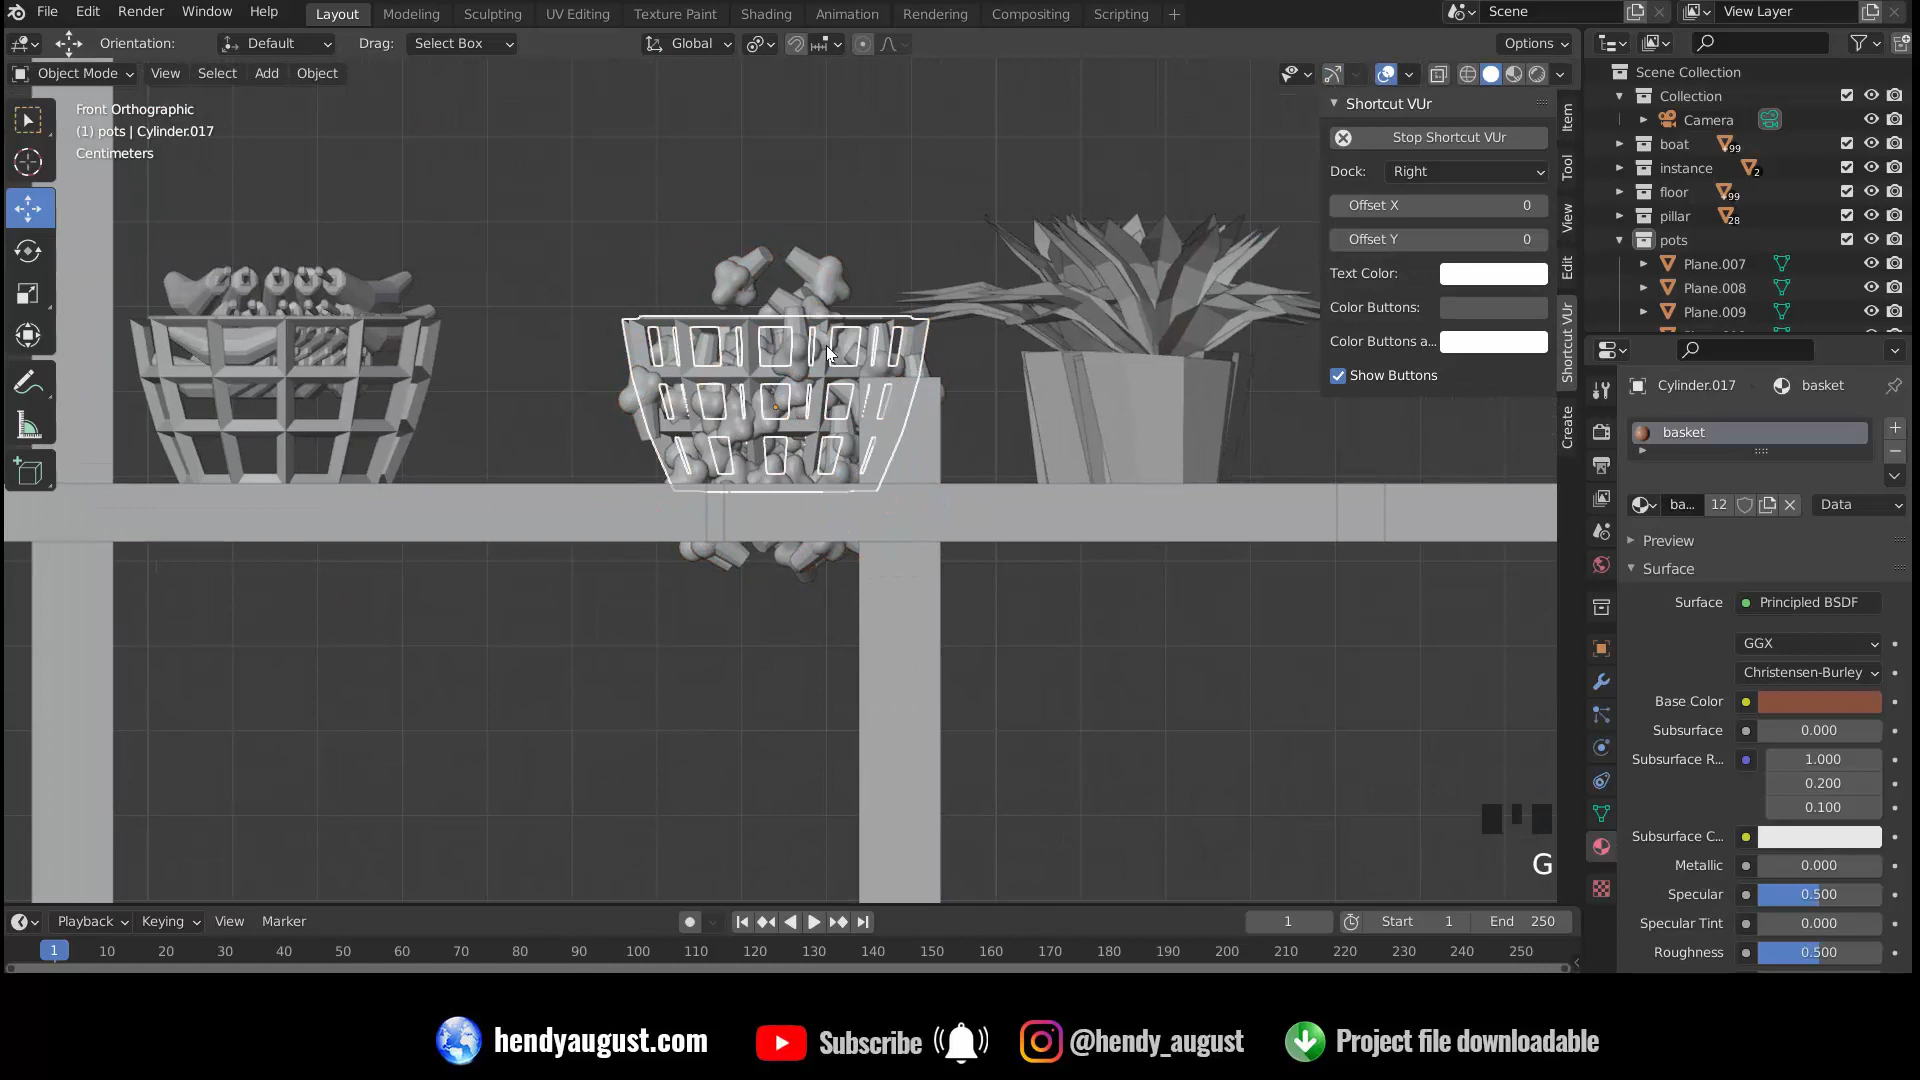 File Edit Render Window Help Layout Modeling Sculpting UV Editing Texture Paint Shading Animation Rendering Compositing Scripting + Scene View Layer
Orientation: Default Drag: Select Box Global Options
Object Mode View Select Add Object
Front Orthographic
(1) pots | Cylinder.017
Centimeters
Shortcut VUr
Stop Shortcut VUr
Dock: Right
Offset X 0
Offset Y 0
Text Color:
Color Buttons:
Color Buttons a...
Show Buttons
Item
Tool
View
Edit
Shortcut VUr
Create
Scene Collection
Collection
Camera
boat 99
instance 2
floor 99
pillar 28
pots
Plane.007
Plane.008
Plane.009
Cylinder.017 basket
basket
ba... 12 Data
Preview
Surface
Surface Principled BSDF
GGX
Christensen-Burley
Base Color
Subsurface 0.000
Subsurface R... 1.000
0.200
0.100
Subsurface C...
Metallic 0.000
Specular 0.500
Specular Tint 0.000
Roughness 0.500
G
Playback Keying View Marker 1 Start 1 End 250
1 10 20 30 40 50 60 70 80 90 100 110 120 130 140 150 160 170 180 190 200 210 220 230 240 250
hendyaugust.com Subscribe @hendy_august Project file downloadable